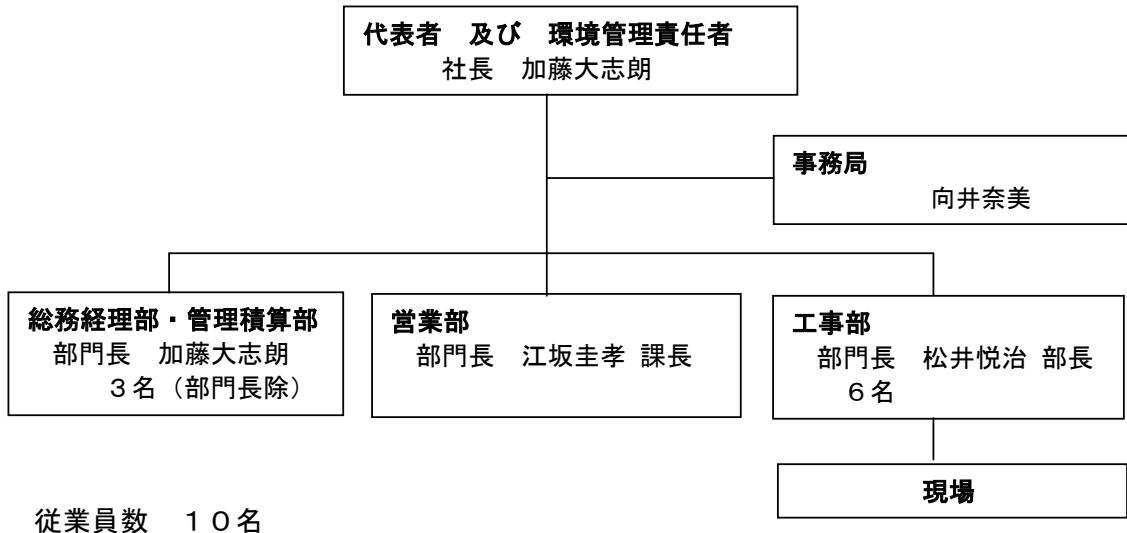 代表者　及び　環境管理責任者
社長　加藤大志朗
事務局
向井奈美
総務経理部・管理積算部
部門長　加藤大志朗
３名（部門長除）
営業部
部門長　江坂圭孝 課長
工事部
部門長　松井悦治 部長
６名
現場
従業員数　１０名